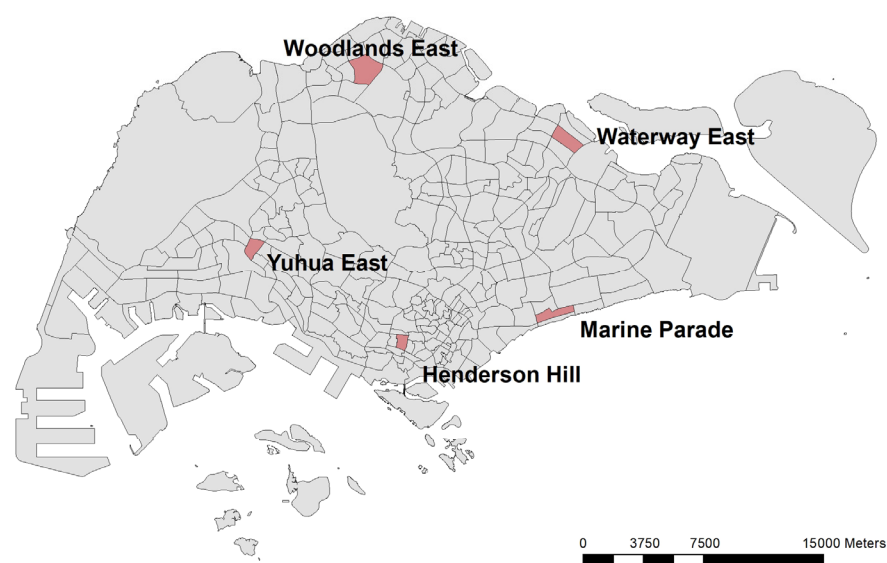 Woodlands East
Waterway East
Yuhua East
Marine Parade
Henderson Hill
0 3750 7500 15000 Meters